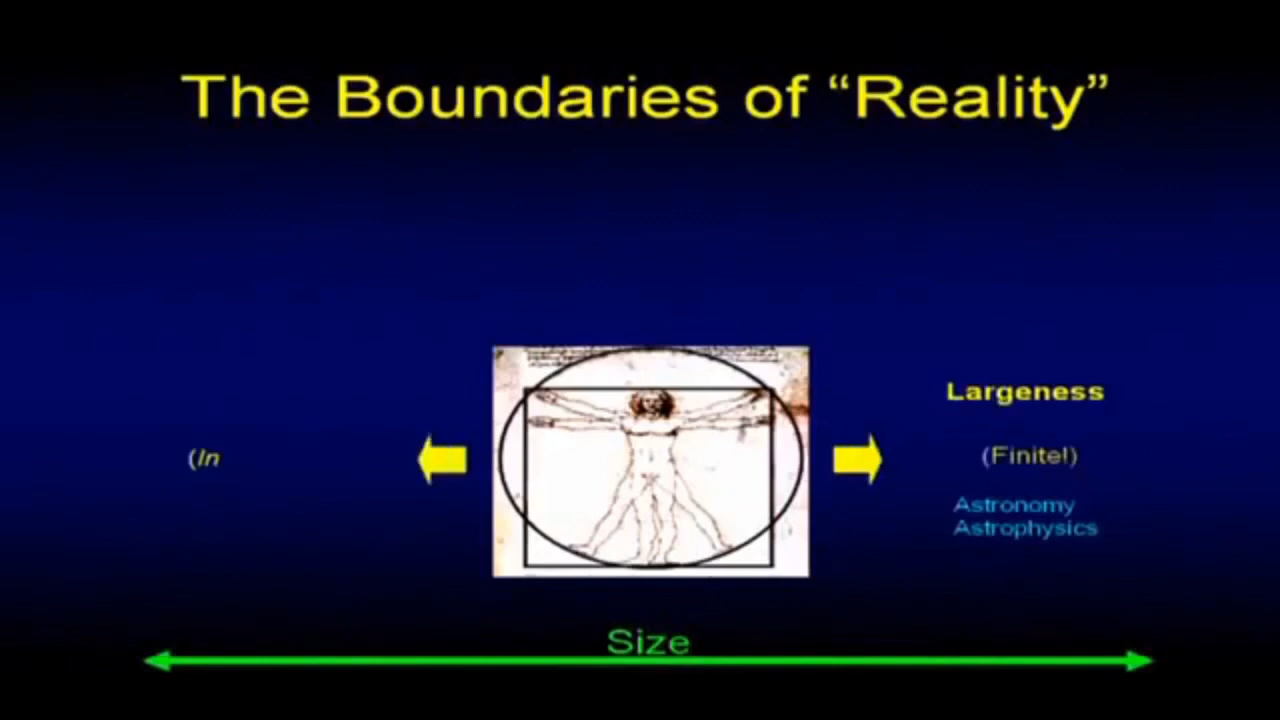 The Boundaries of “Reality”
Largeness
(In
(Finite!)
Astronomy
Astrophysics
Size